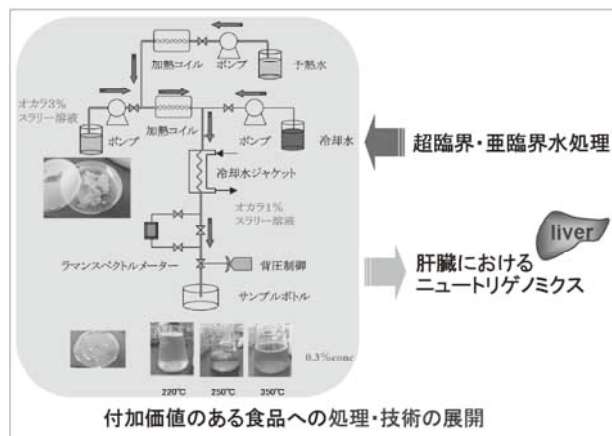 加熱コイル
ポンプ
予熱水
オカラ3%
スラリー溶液
ポンプ
加熱コイル
ポンプ
冷却水
超臨界・亜臨界水処理
冷却水ジャケット
オカラ1%
スラリー溶液
liver
ラマンスペクトルメーター
背圧制御
肝臓における
ニュートリゲノミクス
サンプルボトル
0.3%conc
220℃
250℃
350℃
付加価値のある食品への処理・技術の展開